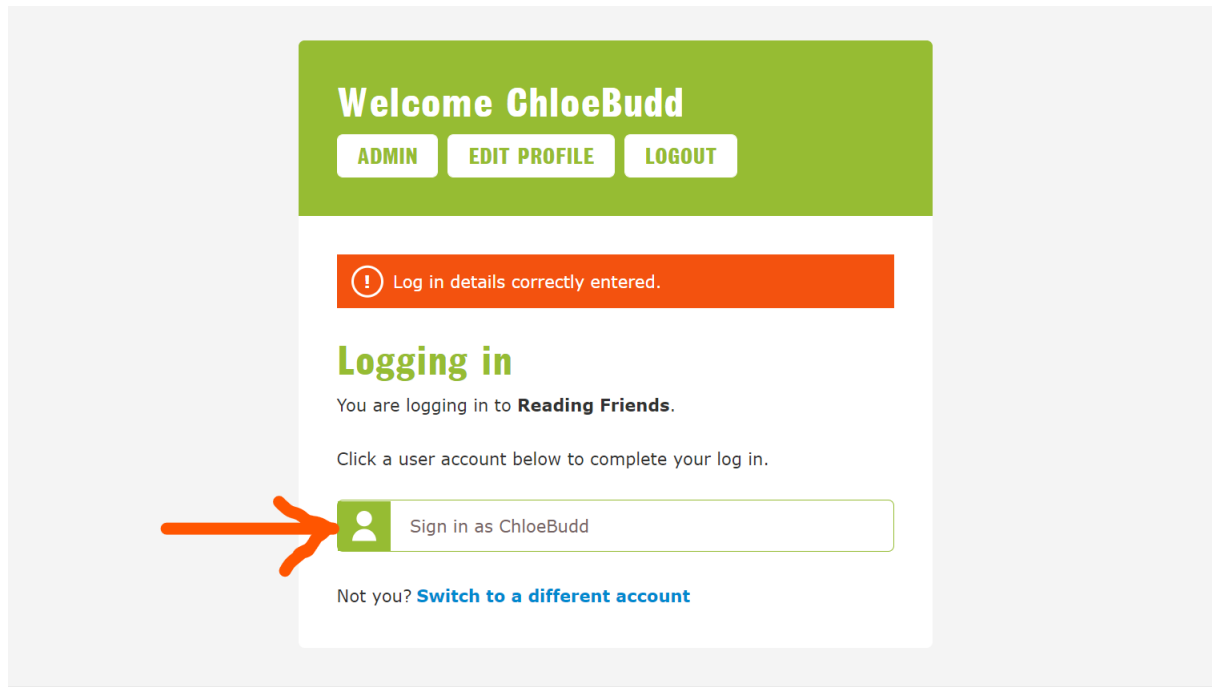 Welcome ChloeBudd
ADMIN EDIT PROFILE LOGOUT
! Log in details correctly entered.
Logging in
You are logging in to Reading Friends.
Click a user account below to complete your log in.
Sign in as ChloeBudd
Not you? Switch to a different account